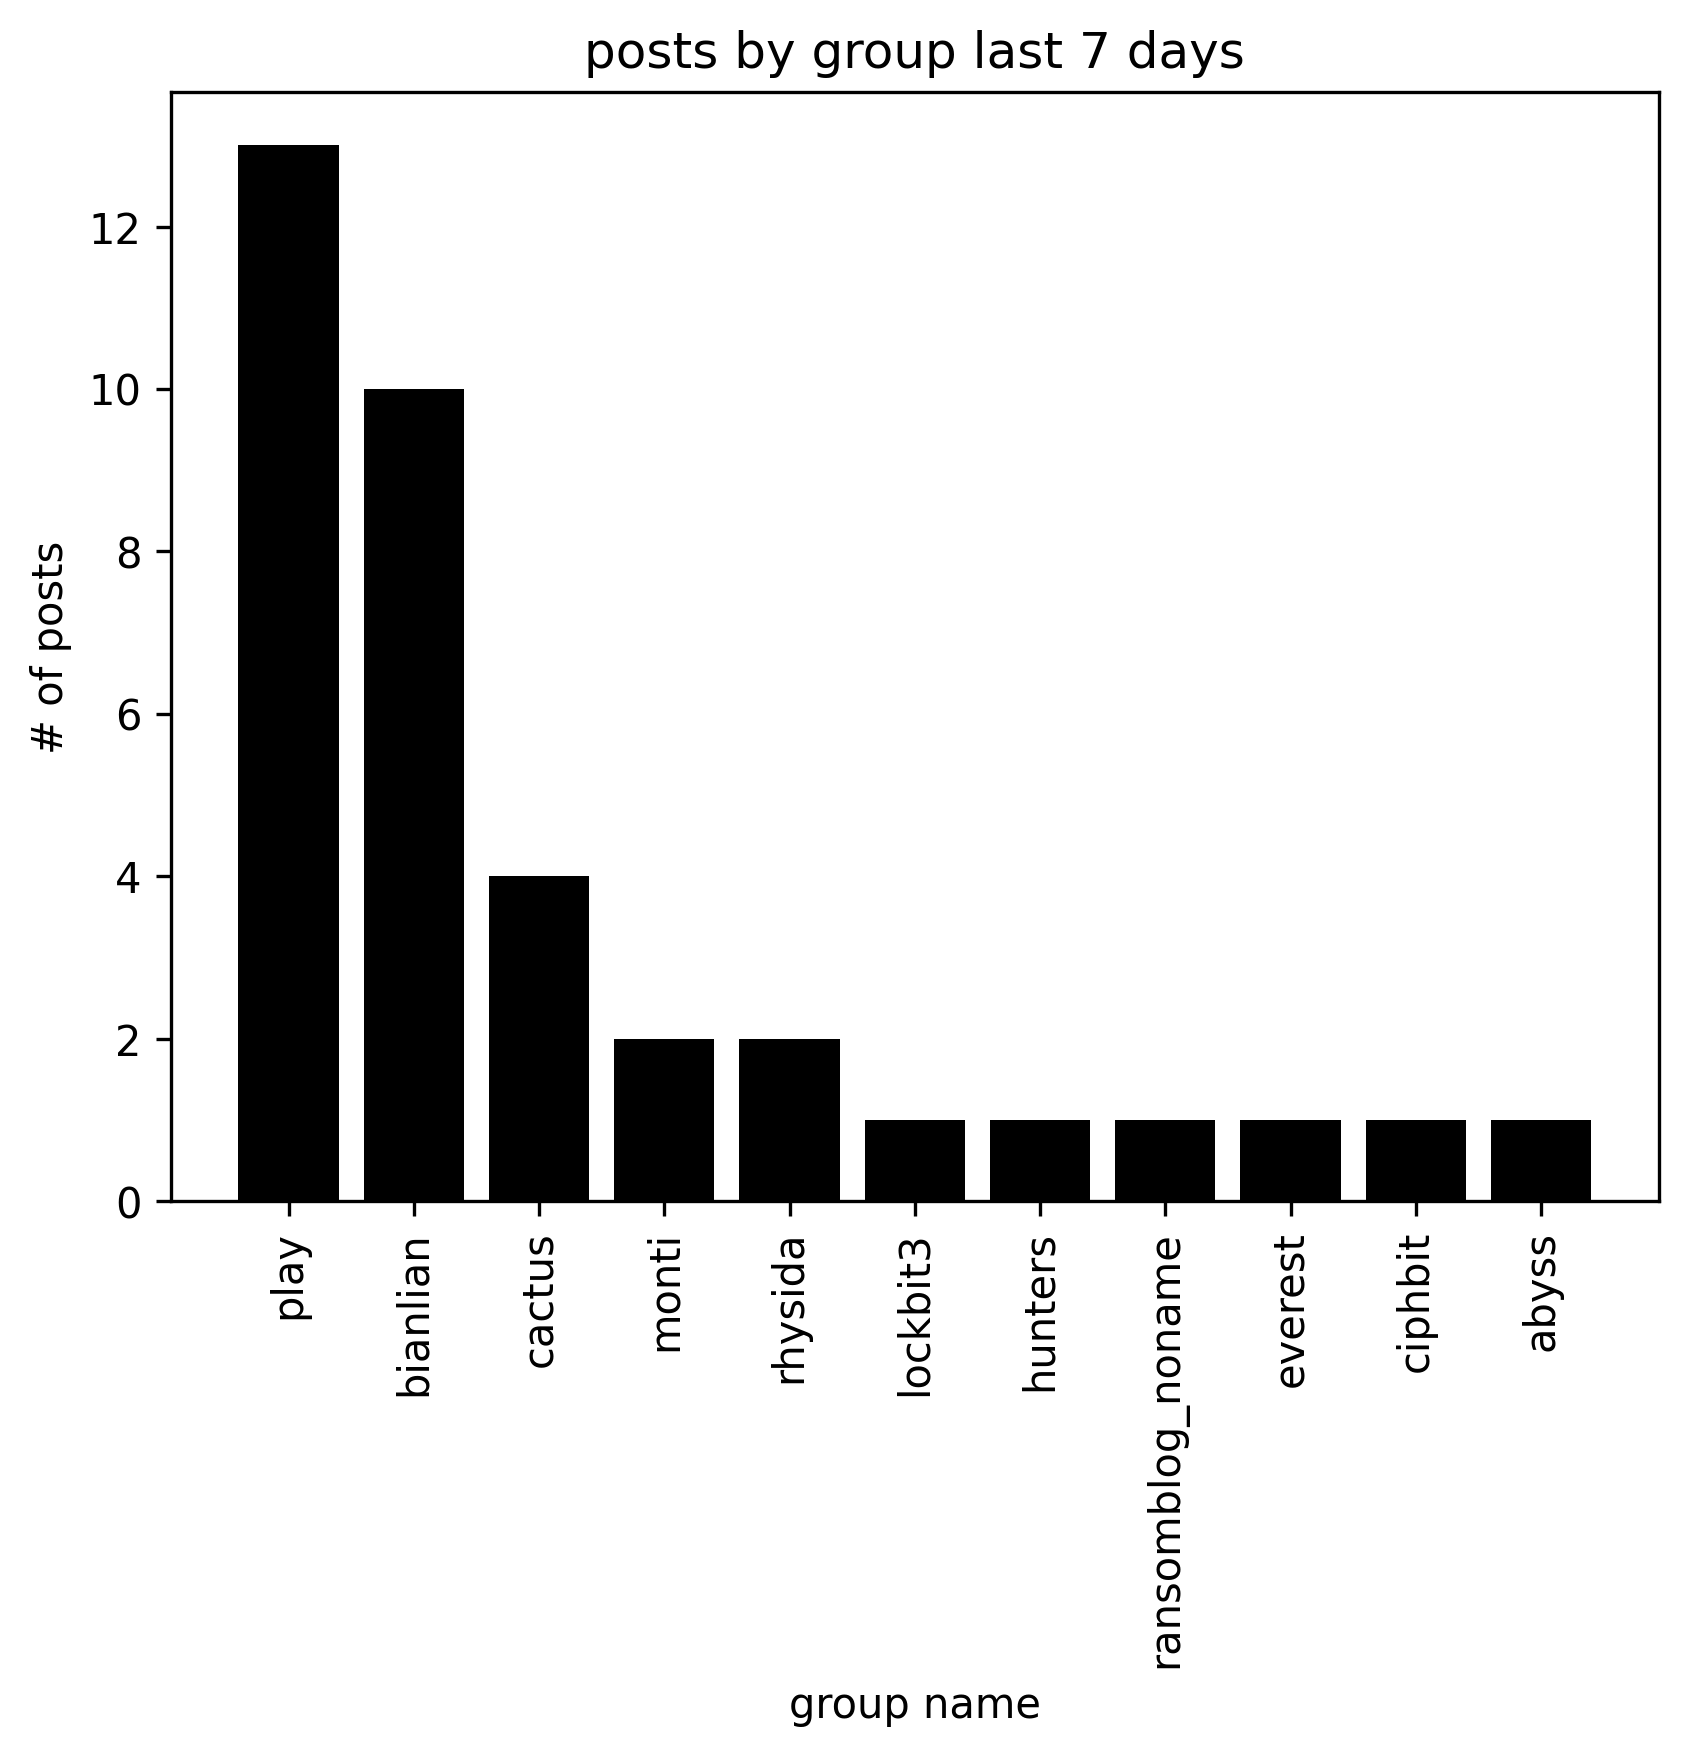 posts by group last 7 days
# of posts
12
10
8
6
4
2
0
play
bianlian
cactus
monti
rhysida
lockbit3
hunters
ransomblog_noname
everest
ciphbit
abyss
group name